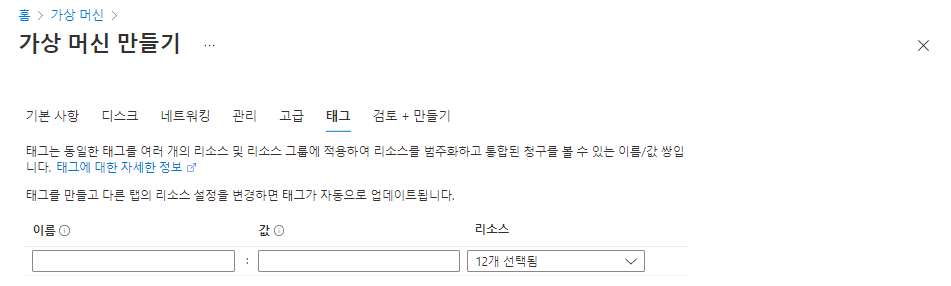 홈 > 가상 머신 >
가상 머신 만들기 ...
기본 사항 디스크 네트워킹 관리 고급 태그 검토 + 만들기
태그는 동일한 태그를 여러 개의 리소스 및 리소스 그룹에 적용하여 리소스를 범주화하고 통합된 청구를 볼 수 있는 이름/값 쌍입
니다. 태그에 대한 자세한 정보
태그를 만들고 다른 탭의 리소스 설정을 변경하면 태그가 자동으로 업데이트됩니다.
이름 값 리소스
: 12개 선택됨